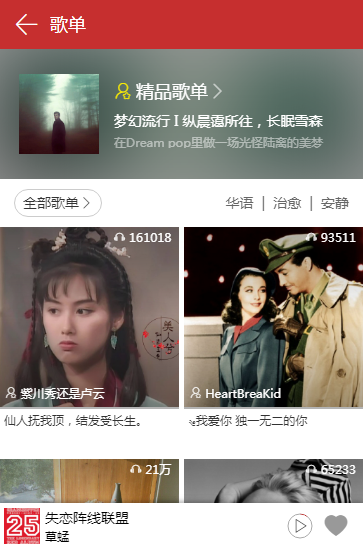 歌单
精品歌单
梦幻流行 I 纵晨霭所往，长眠雪森
在Dream pop里做一场光怪陆离的美梦
全部歌单
华语 | 治愈 | 安静
161018
93511
紫川秀还是卢云
HeartBreaKid
仙人抚我顶，结发受长生。
我爱你 独一无二的你
21万
65233
25
失恋阵线联盟
草蜢